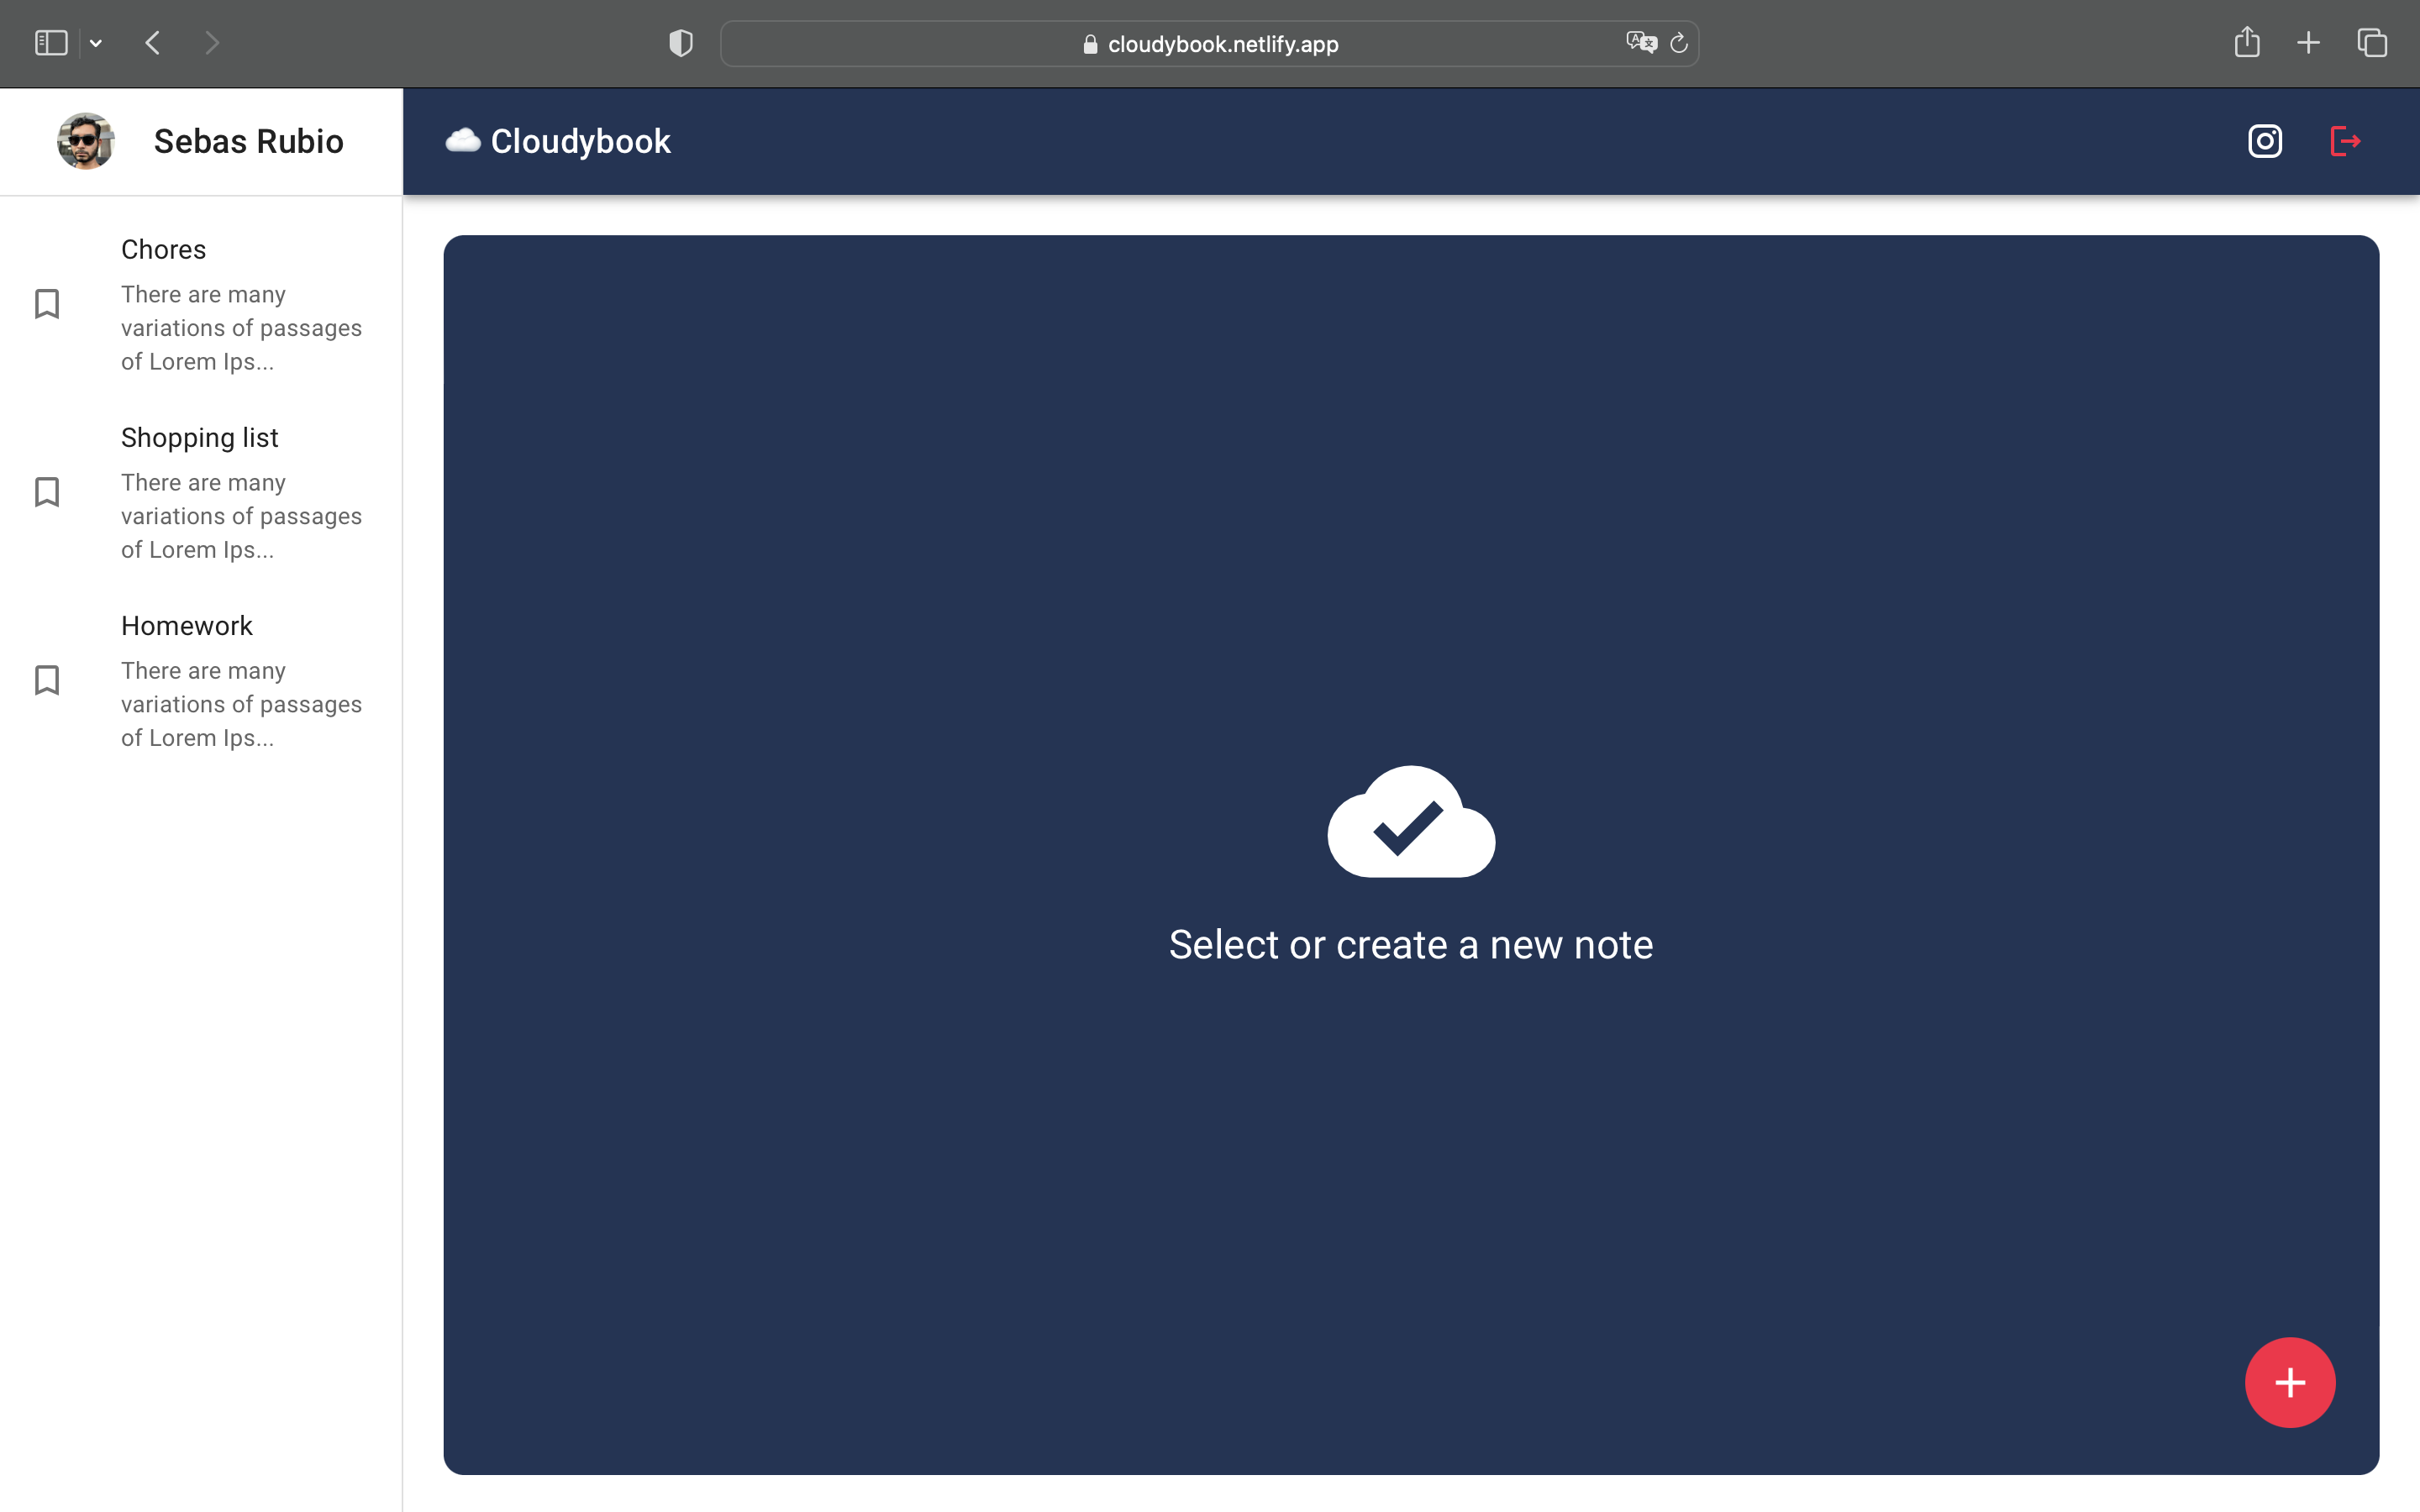 cloudybook.netlify.app
Sebas Rubio
Cloudybook
Chores
There are many
variations of passages
of Lorem Ips...
Shopping list
There are many
variations of passages
of Lorem Ips...
Homework
There are many
variations of passages
of Lorem Ips...
Select or create a new note